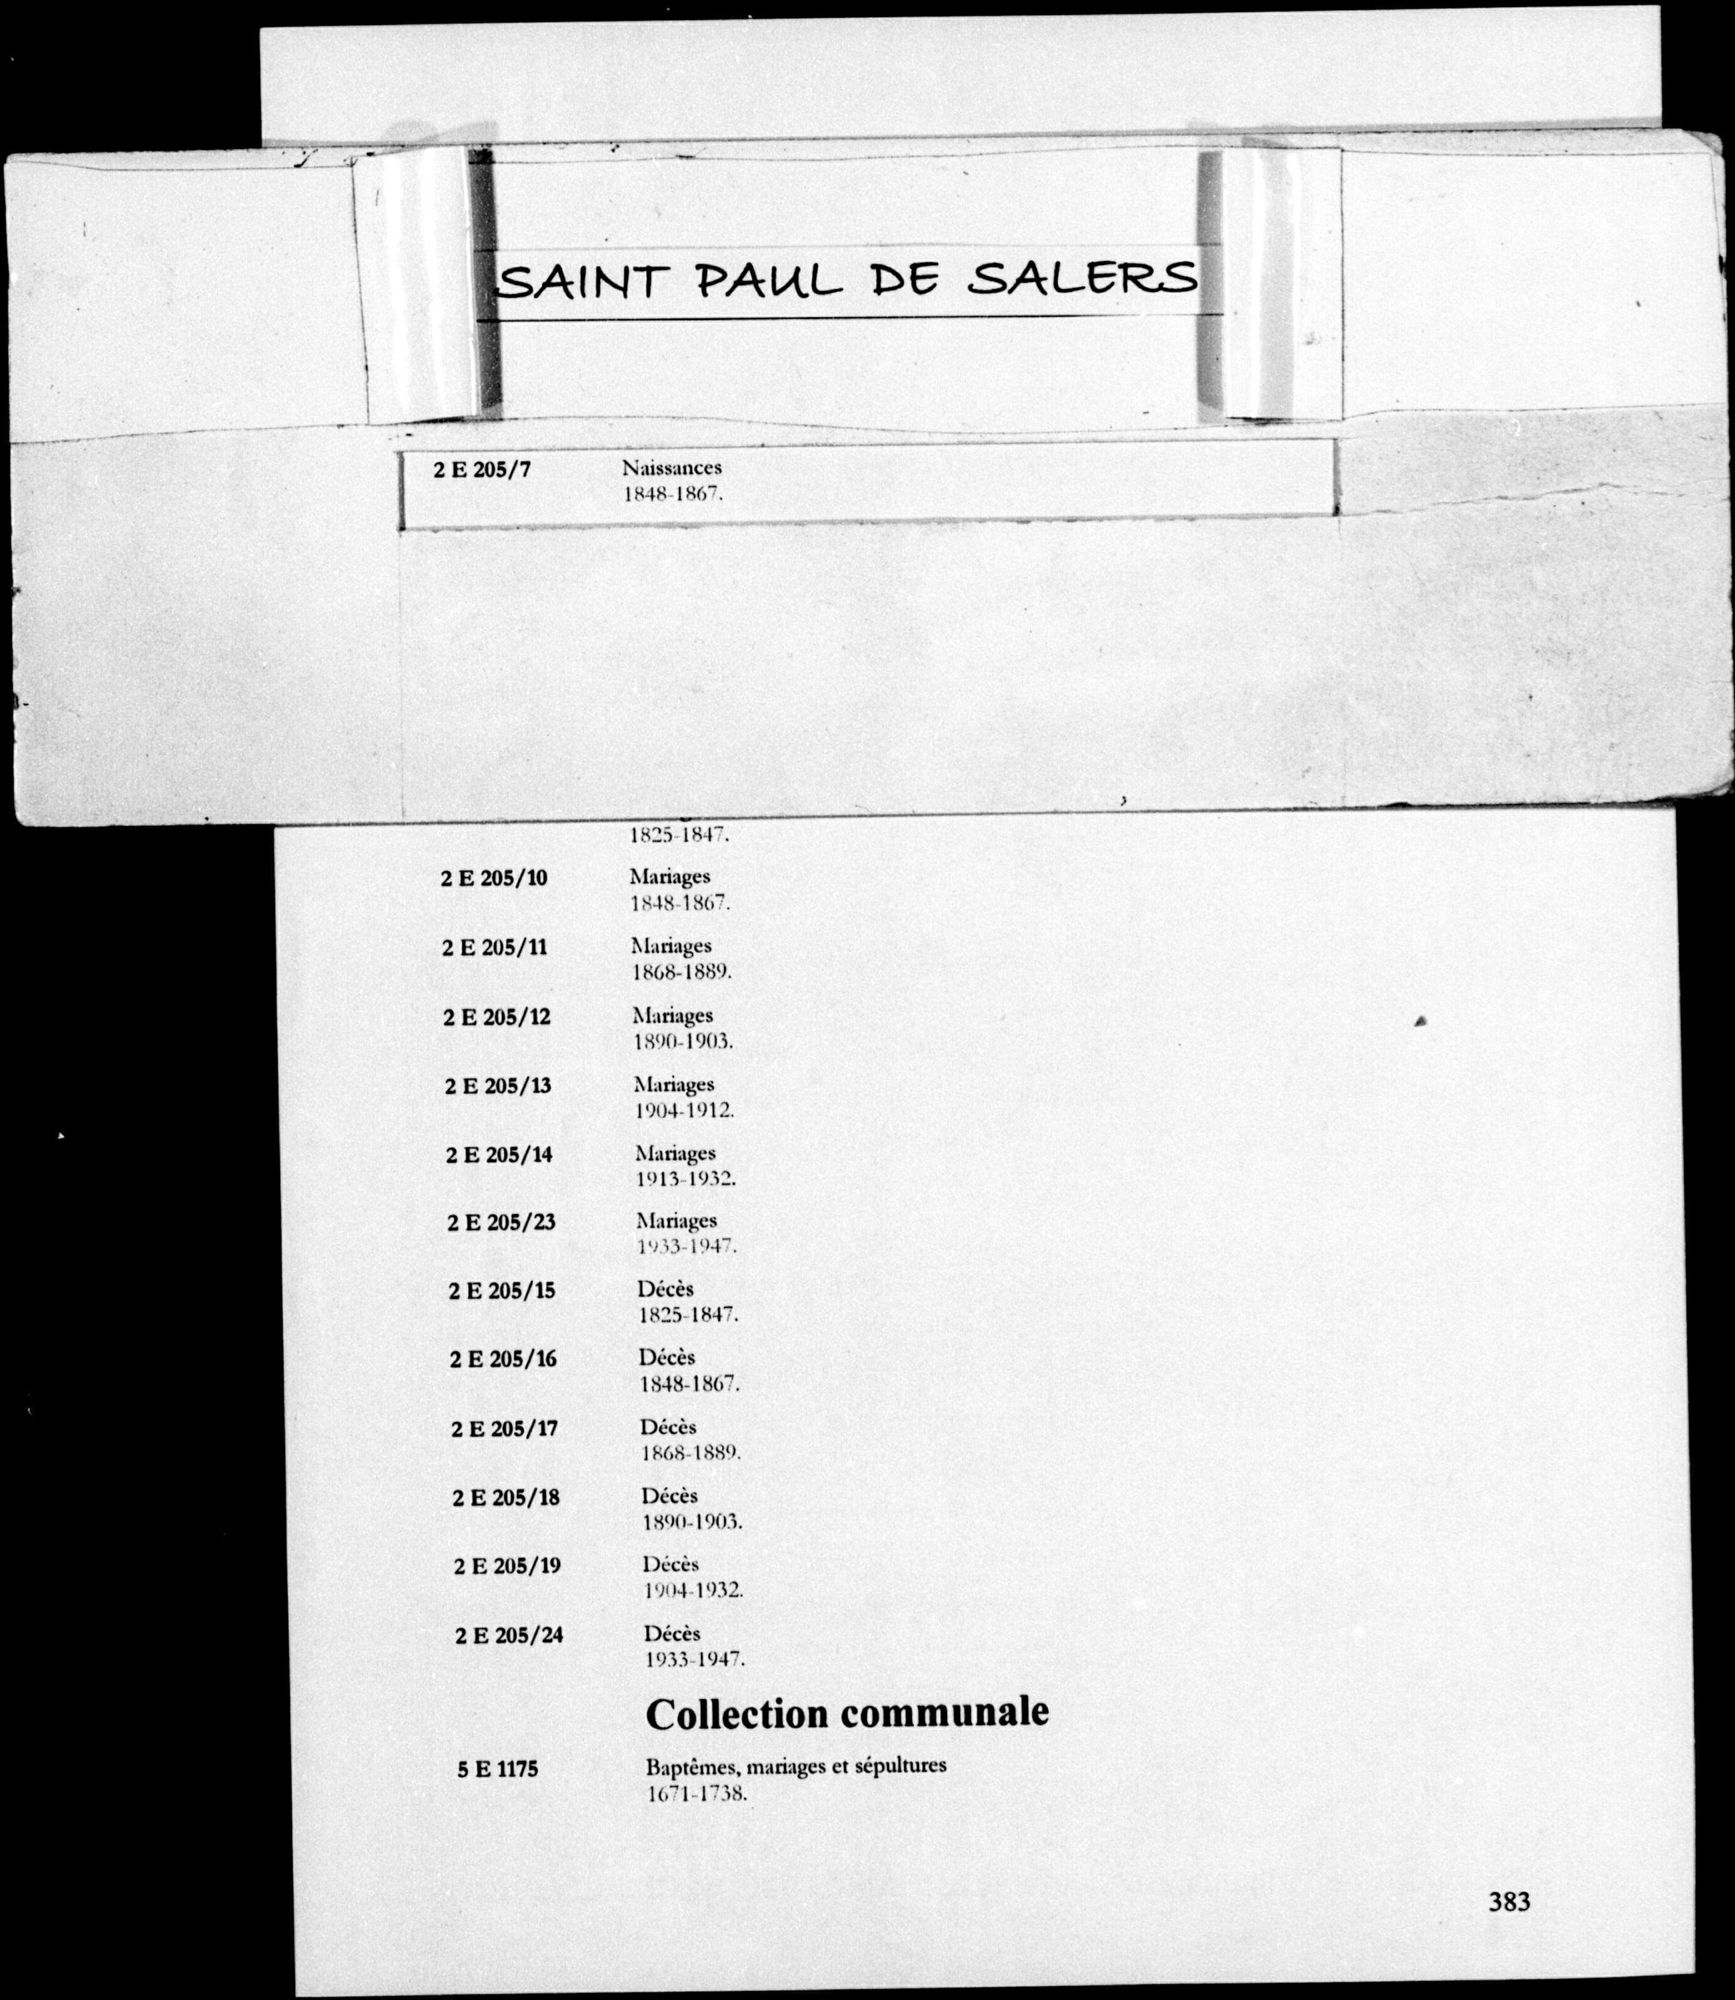 SAINT PAUL DE SALERS
2 E 205/7 Naissances
1848-1867.
1825-1847.
2 E 205/10 Mariages
1848-1867.
2 E 205/11 Mariages
1868-1889.
2 E 205/12 Mariages
1890-1903.
2 E 205/13 Mariages
1904-1912.
2 E 205/14 Mariages
1913-1932.
2 E 205/23 Mariages
1933-1947.
2 E 205/15 Décès
1825-1847.
2 E 205/16 Décès
1848-1867.
2 E 205/17 Décès
1868-1889.
2 E 205/18 Décès
1890-1903.
2 E 205/19 Décès
1904-1932.
2 E 205/24 Décès
1933-1947.
Collection communale
5 E 1175 Baptêmes, mariages et sépultures
1671-1738.
383